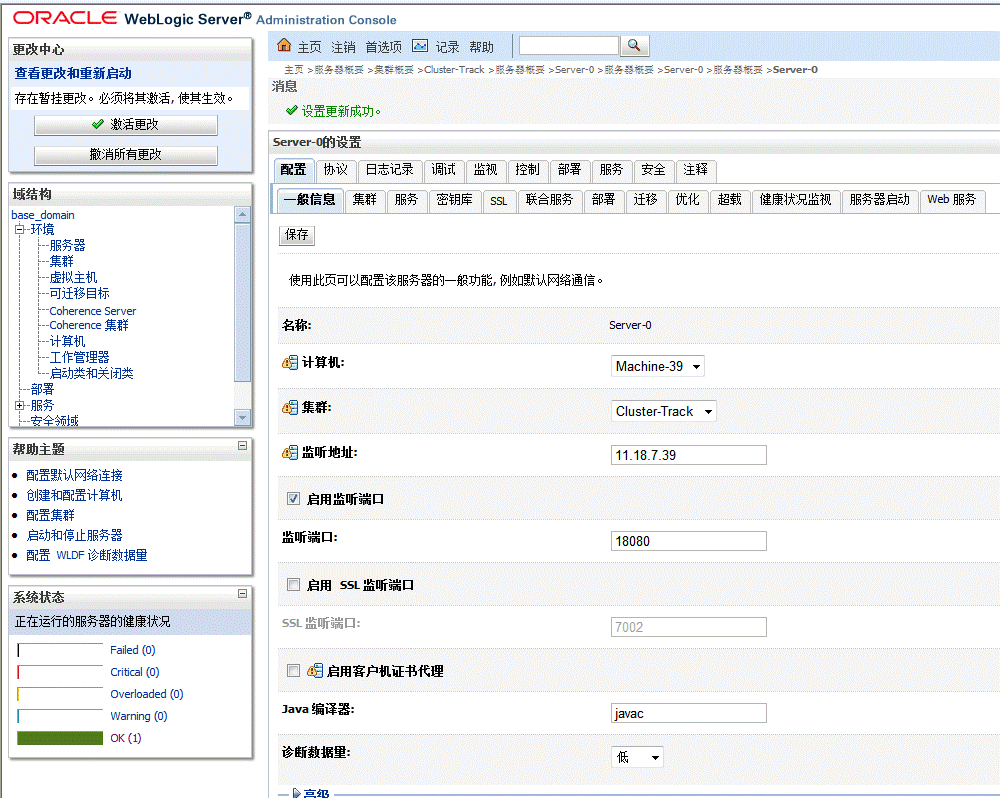 ORACLE WebLogic Server® Administration Console
更改中心
查看更改和重新启动
存在暂挂更改。必须将其激活, 使其生效。
激活更改
撤消所有更改
域结构
base_domain
环境
服务器
集群
虚拟主机
可迁移目标
Coherence Server
Coherence 集群
计算机
工作管理器
启动类和关闭类
部署
服务
安全领域
帮助主题
配置默认网络连接
创建和配置计算机
配置集群
启动和停止服务器
配置 WLDF 诊断数据量
系统状态
正在运行的服务器的健康状况
Failed (0)
Critical (0)
Overloaded (0)
Warning (0)
OK (1)
主页 注销 首选项 记录 帮助
主页 >服务器概要 >集群概要 >Cluster-Track >服务器概要 >Server-0 >服务器概要 >Server-0 >服务器概要 >Server-0
消息
设置更新成功。
Server-0的设置
配置 协议 日志记录 调试 监视 控制 部署 服务 安全 注释
一般信息 集群 服务 密钥库 SSL 联合服务 部署 迁移 优化 超载 健康状况监视 服务器启动 Web 服务
保存
使用此页可以配置该服务器的一般功能, 例如默认网络通信。
名称: Server-0
计算机: Machine-39
集群: Cluster-Track
监听地址: 11.18.7.39
启用监听端口
监听端口: 18080
启用 SSL 监听端口
SSL 监听端口: 7002
启用客户机证书代理
Java 编译器: javac
诊断数据量: 低
高级